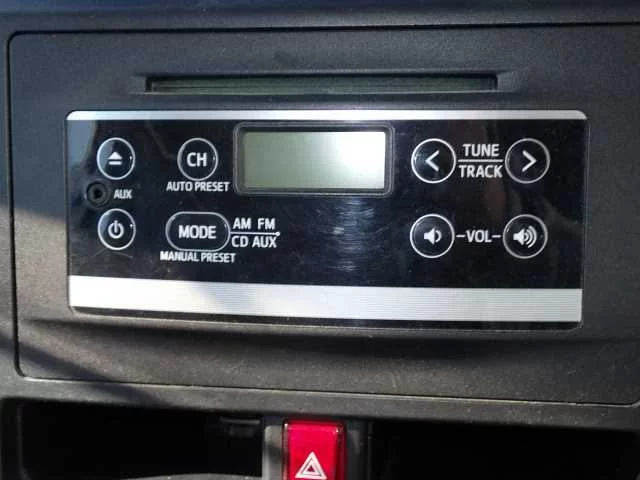 CH
AUTO PRESET
AUX
MODE
AM FM
CD AUX
MANUAL PRESET
TUNE
TRACK
-VOL-